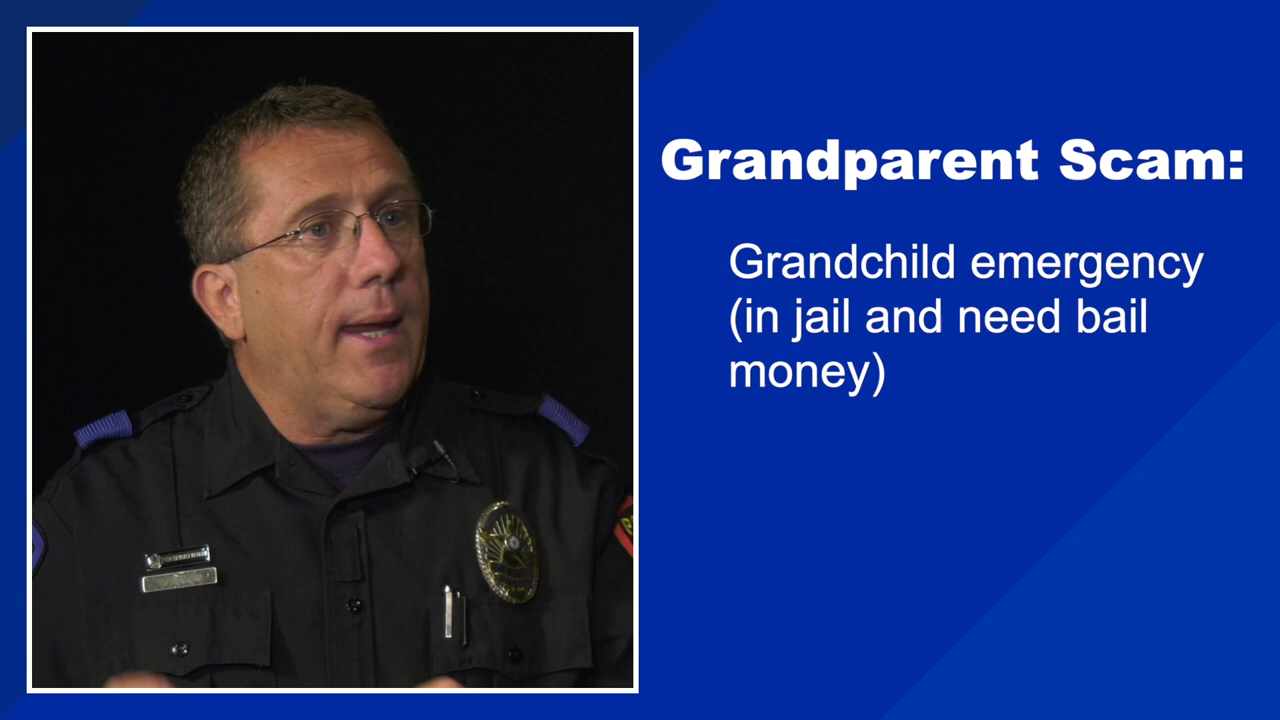 Grandparent Scam:
Grandchild emergency
(in jail and need bail
money)